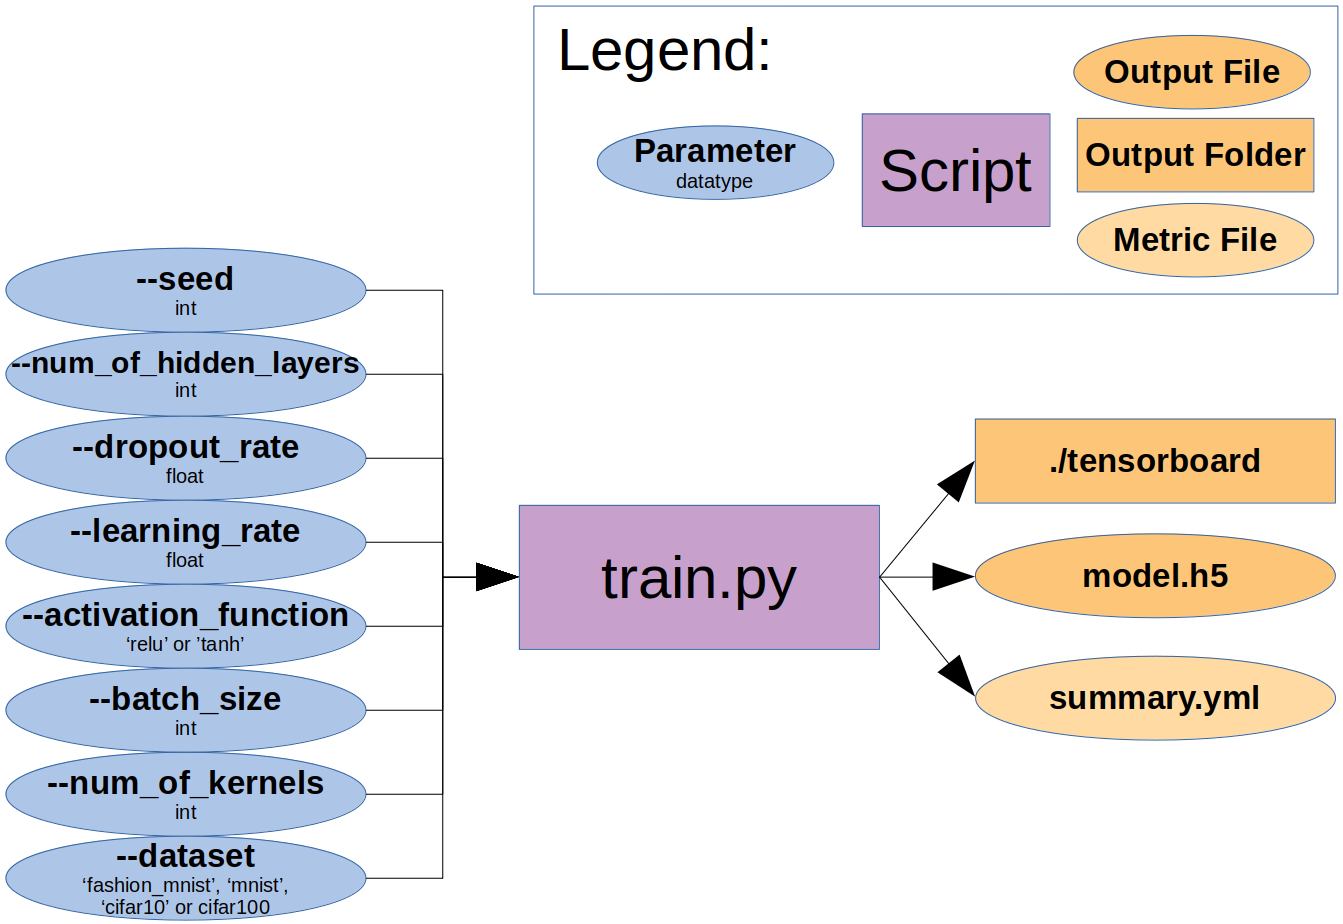 Legend:
Parameter
datatype
Script
Output File
Output Folder
Metric File
--seed
int
--num_of_hidden_layers
int
--dropout_rate
float
--learning_rate
float
--activation_function
‘relu’ or ’tanh’
--batch_size
int
--num_of_kernels
int
--dataset
‘fashion_mnist’, ‘mnist’,
‘cifar10’ or cifar100
train.py
./tensorboard
model.h5
summary.yml